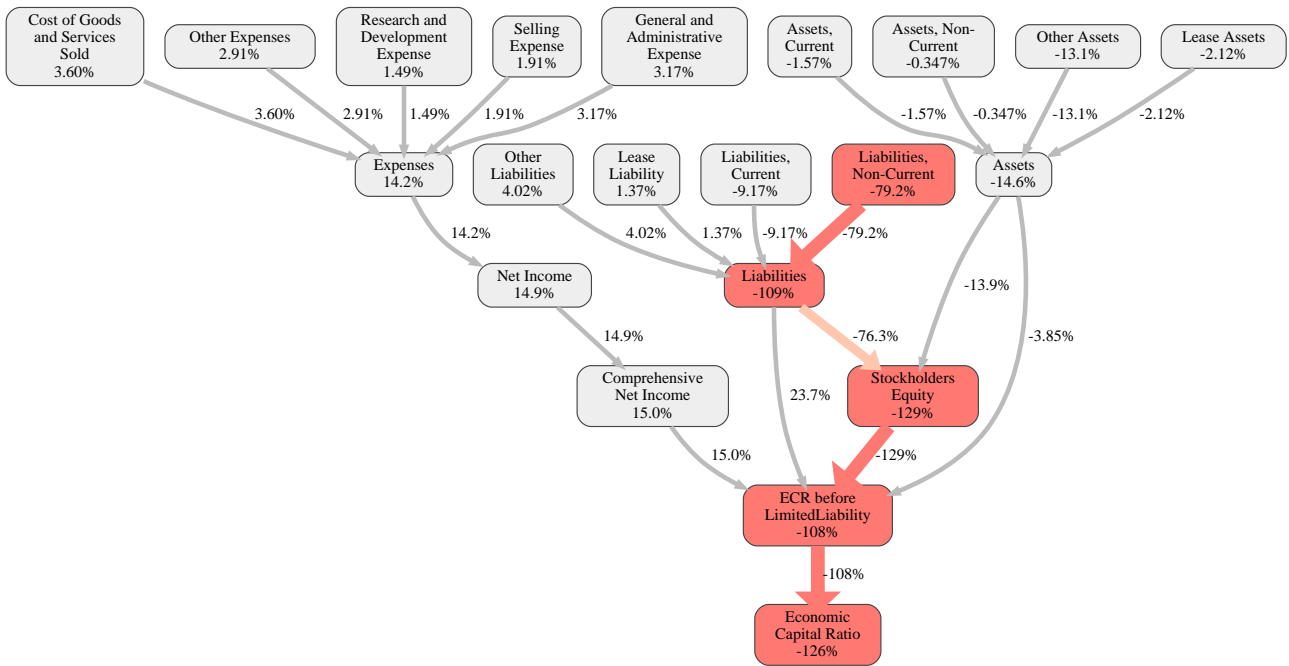 Cost of Goods
and Services
Sold
3.60%
Other Expenses
2.91%
Research and
Development
Expense
1.49%
Selling
Expense
1.91%
General and
Administrative
Expense
3.17%
Assets,
Current
-1.57%
Assets, Non-
Current
-0.347%
Other Assets
-13.1%
Lease Assets
-2.12%
3.60%
2.91%
1.49%
1.91%
3.17%
-1.57%
-0.347%
-13.1%
-2.12%
Expenses
14.2%
Other
Liabilities
4.02%
Lease
Liability
1.37%
Liabilities,
Current
-9.17%
Liabilities,
Non-Current
-79.2%
Assets
-14.6%
14.2%
4.02%
1.37%
-9.17%
-79.2%
Net Income
14.9%
Liabilities
-109%
-13.9%
14.9%
-76.3%
-3.85%
Comprehensive
Net Income
15.0%
23.7%
Stockholders
Equity
-129%
15.0%
-129%
ECR before
LimitedLiability
-108%
-108%
Economic
Capital Ratio
-126%